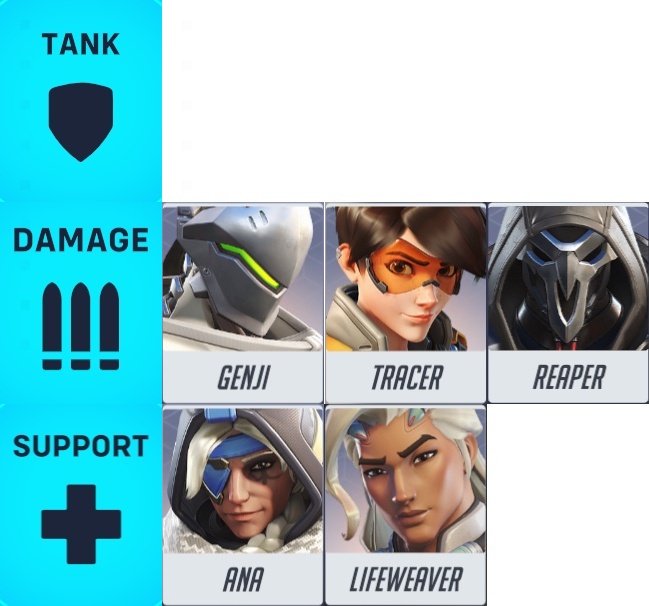 TANK
DAMAGE
GENJI
TRACER
REAPER
SUPPORT
ANA
LIFEWEAVER